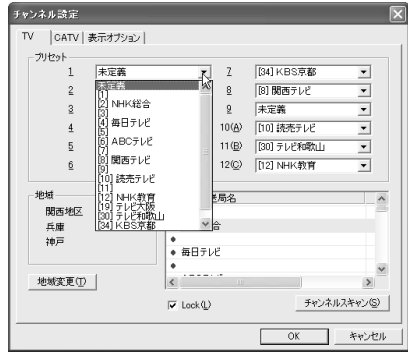 チャンネル設定
TV CATV 表示オプション
プリセット
1 未定義 7 [34] KBS京都
2 8 [8] 関西テレビ
3 9 未定義
4 10(A) [10] 読売テレビ
5 11(B) [30] テレビ和歌山
6 12(C) [12] NHK教育
未定義
[1]
[2] NHK総合
[3]
[4] 毎日テレビ
[5]
[6] ABCテレビ
[7]
[8] 関西テレビ
[9]
[10] 読売テレビ
[11]
[12] NHK教育
[19] テレビ大阪
[30] テレビ和歌山
[34] KBS京都
地域
関西地区
兵庫
神戸
局名
合
毎日テレビ
地域変更(T)
Lock(L)
チャンネルスキャン(S)
OK キャンセル